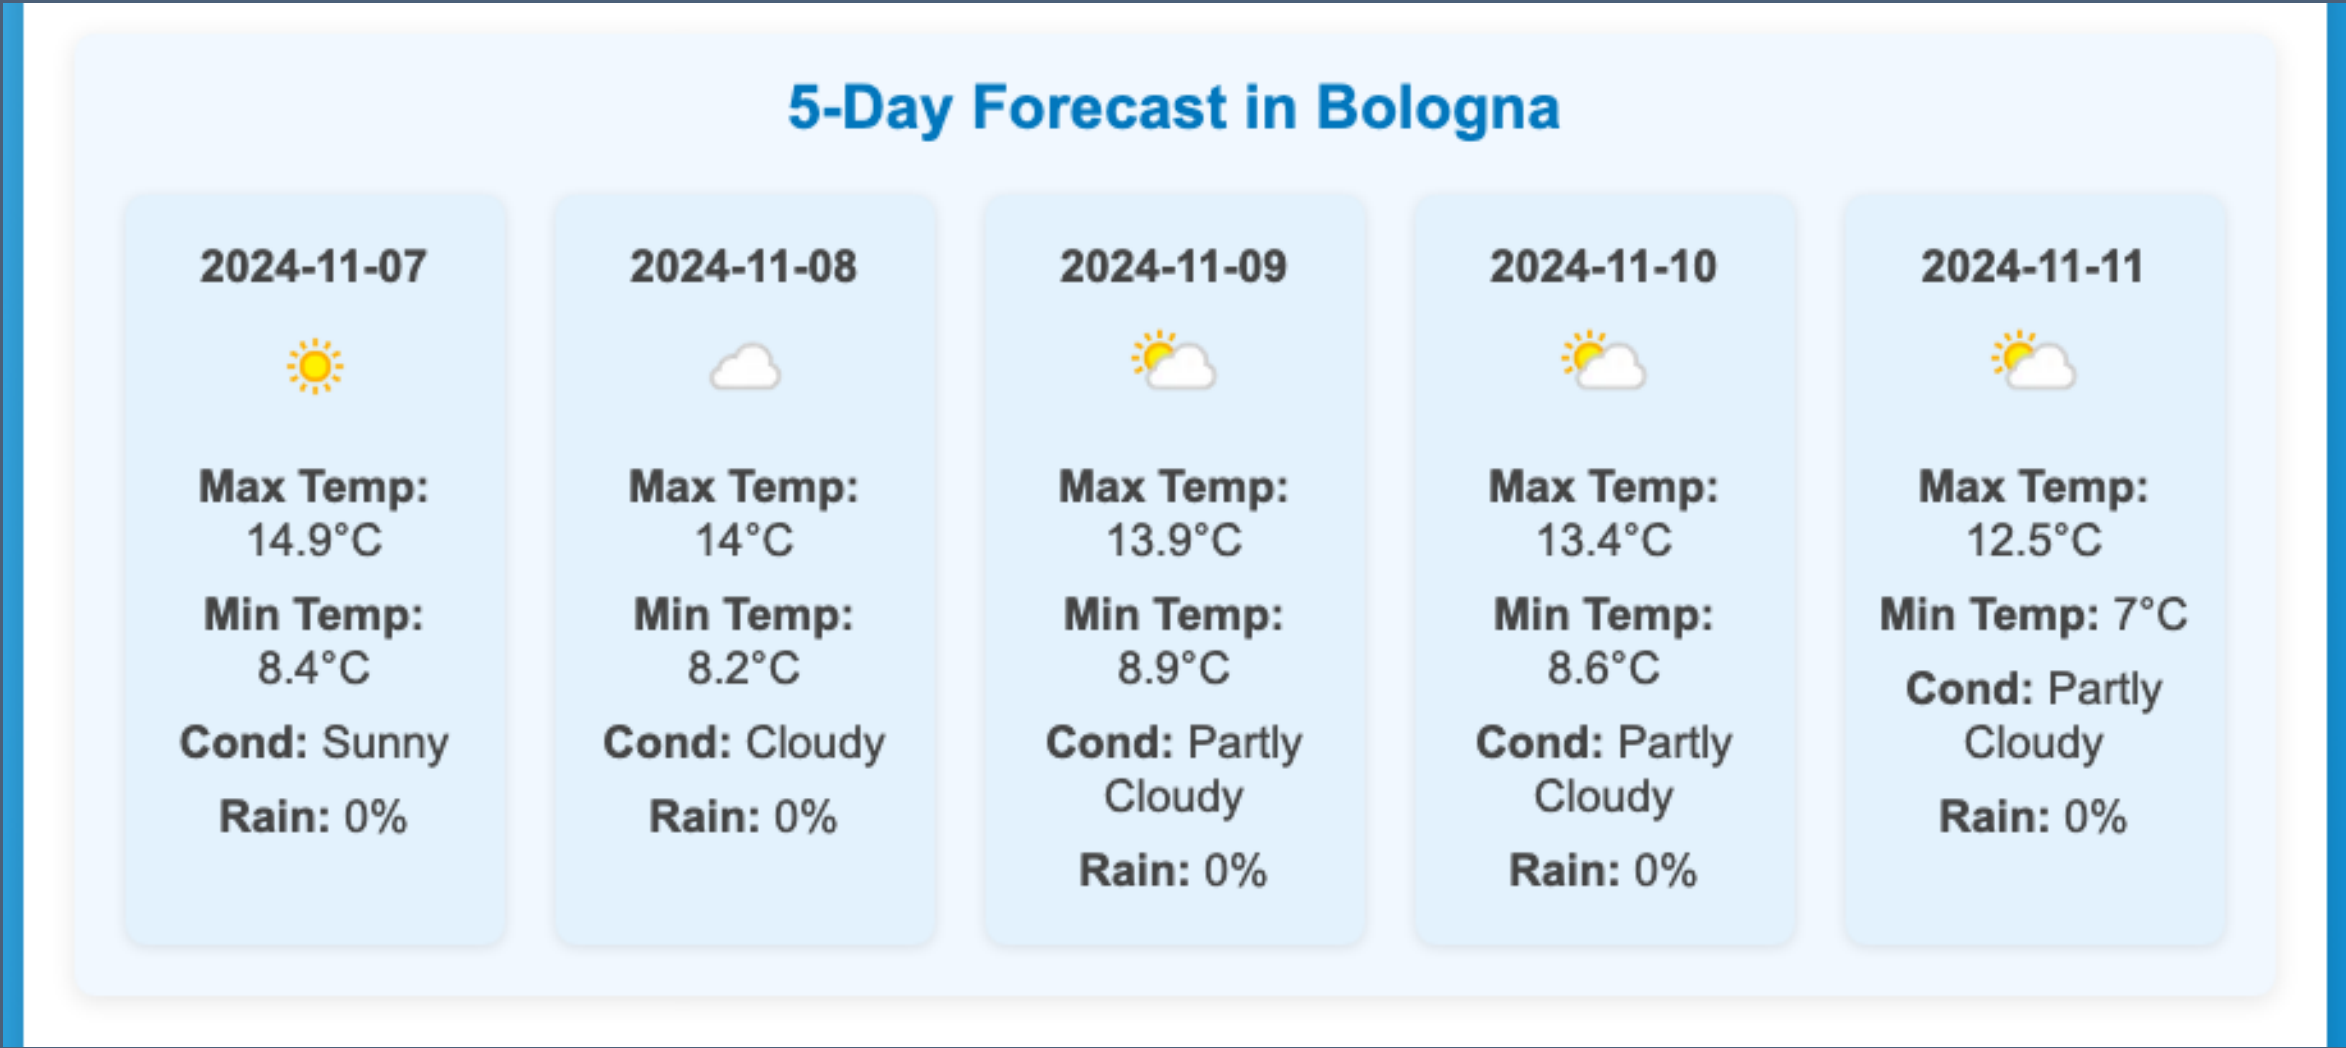 5-Day Forecast in Bologna
2024-11-07
Max Temp:
14.9°C
Min Temp:
8.4°C
Cond: Sunny
Rain: 0%
2024-11-08
Max Temp:
14°C
Min Temp:
8.2°C
Cond: Cloudy
Rain: 0%
2024-11-09
Max Temp:
13.9°C
Min Temp:
8.9°C
Cond: Partly
Cloudy
Rain: 0%
2024-11-10
Max Temp:
13.4°C
Min Temp:
8.6°C
Cond: Partly
Cloudy
Rain: 0%
2024-11-11
Max Temp:
12.5°C
Min Temp: 7°C
Cond: Partly
Cloudy
Rain: 0%